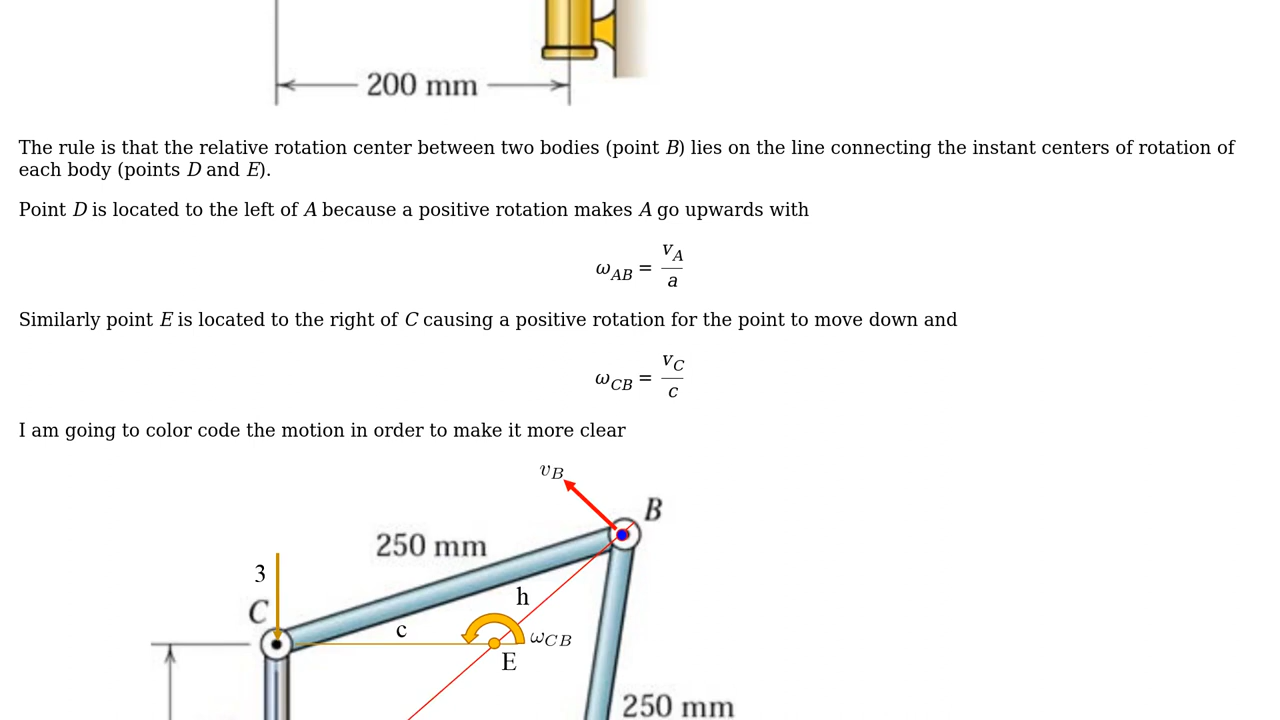 200 mm
The rule is that the relative rotation center between two bodies (point B) lies on the line connecting the instant centers of rotation of
each body (points D and E).
Point D is located to the left of A because a positive rotation makes A go upwards with
ω_AB = v_A / a
Similarly point E is located to the right of C causing a positive rotation for the point to move down and
ω_CB = v_C / c
I am going to color code the motion in order to make it more clear
v_B
B
250 mm
3
C
h
c
ω_CB
E
250 mm